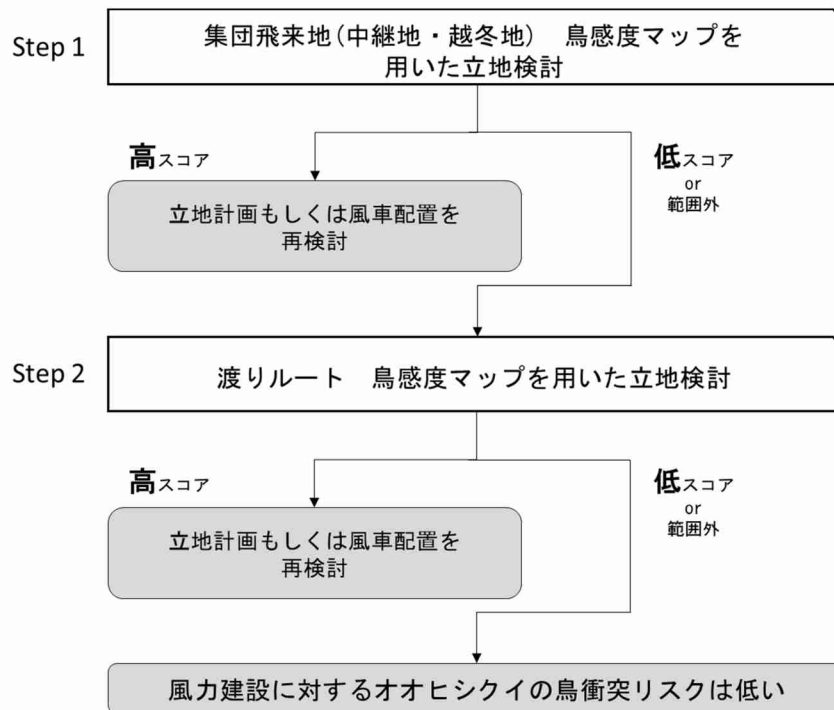 Step 1
集団飛来地(中継地・越冬地)　鳥感度マップを
用いた立地検討
高スコア
低スコア
or
範囲外
立地計画もしくは風車配置を
再検討
Step 2
渡りルート　鳥感度マップを用いた立地検討
高スコア
低スコア
or
範囲外
立地計画もしくは風車配置を
再検討
風力建設に対するオオヒシクイの鳥衝突リスクは低い